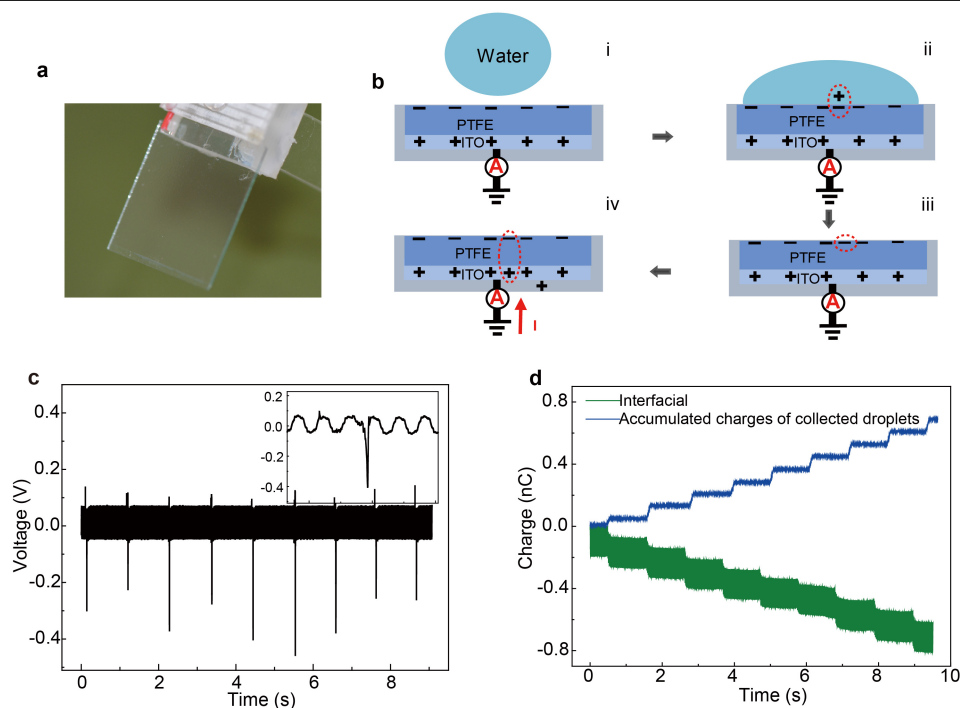 a
b
Water
i
PTFE
ITO
A
ii
PTFE
ITO
A
iv
PTFE
ITO
A
I
iii
PTFE
ITO
A
c
0.4
0.2
0.0
-0.2
-0.4
Voltage (V)
0.2
0.0
-0.2
-0.4
0
2
4
6
8
Time (s)
d
0.8
0.4
0.0
-0.4
-0.8
Charge (nC)
Interfacial
Accumulated charges of collected droplets
0
2
4
6
8
10
Time (s)